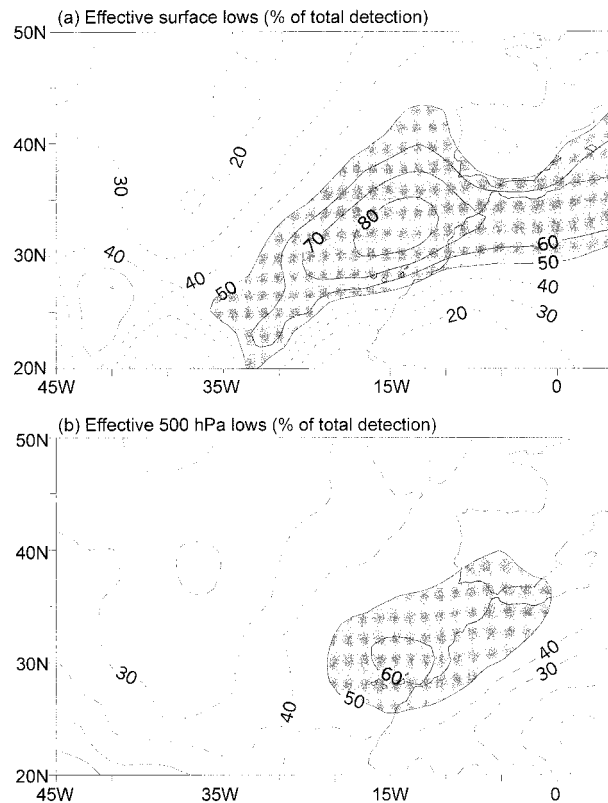 (a) Effective surface lows (% of total detection)
50N
40N
30N
20N
30
20
40
40
50
70
80
60
50
40
30
20
45W 35W 15W 0
(b) Effective 500 hPa lows (% of total detection)
50N
40N
30N
20N
30
40
50
60
40
30
45W 35W 15W 0